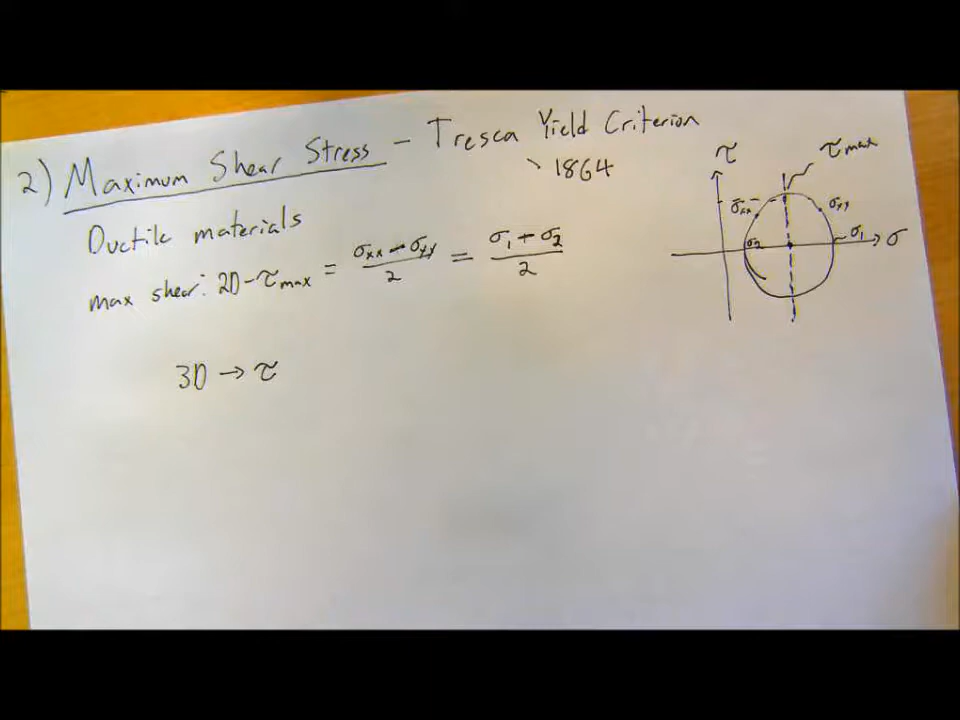 2) Maximum Shear Stress - Tresca Yield Criterion
1864
Ductile materials
max shear: 2D - τmax = σxx - σyy / 2 = σ1 + σ2 / 2
3D → τ
τ
τmax
σxx
σyy
σ2
σ1
σ